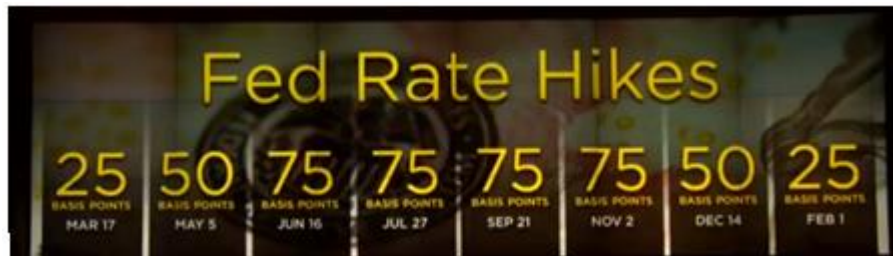 Fed Rate Hikes
25 50 75 75 75 75 50 25
BASIS POINTS BASIS POINTS BASIS POINTS BASIS POINTS BASIS POINTS BASIS POINTS BASIS POINTS BASIS POINTS
MAR 17 MAY 5 JUN 16 JUL 27 SEP 21 NOV 2 DEC 14 FEB 1